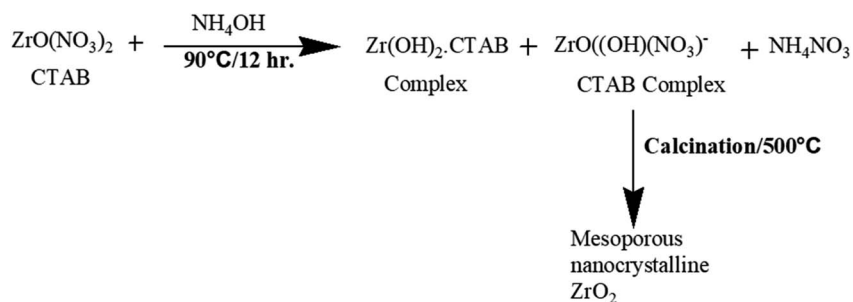 ZrO(NO₃)₂ +
CTAB
NH₄OH
90°C/12 hr.
Zr(OH)₂.CTAB
Complex
+
ZrO((OH)(NO₃)⁻
CTAB Complex
+ NH₄NO₃
Calcination/500°C
Mesoporous
nanocrystalline
ZrO₂